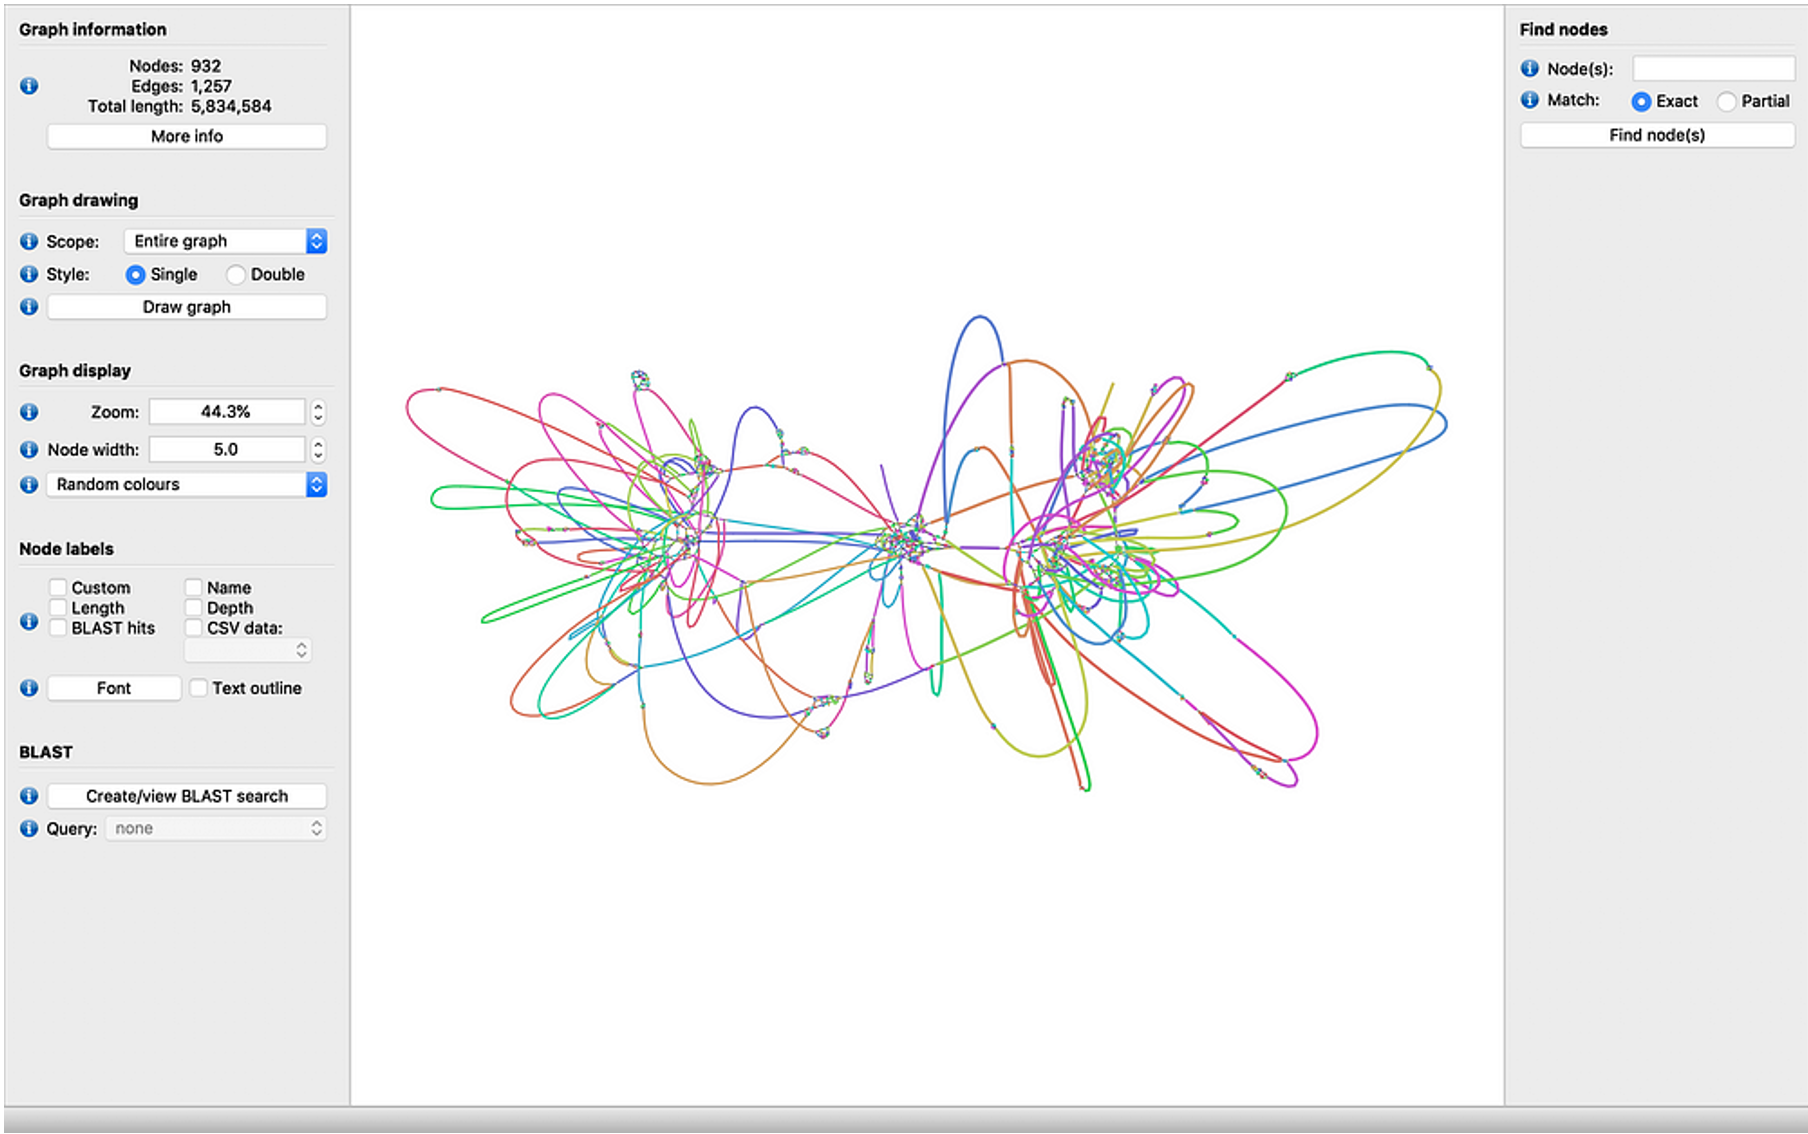 Graph information
Nodes: 932
Edges: 1,257
Total length: 5,834,584
More info
Graph drawing
Scope: Entire graph
Style: Single Double
Draw graph
Graph display
Zoom: 44.3%
Node width: 5.0
Random colours
Node labels
Custom Name
Length Depth
BLAST hits CSV data:
Font Text outline
BLAST
Create/view BLAST search
Query: none
Find nodes
Node(s):
Match: Exact Partial
Find node(s)